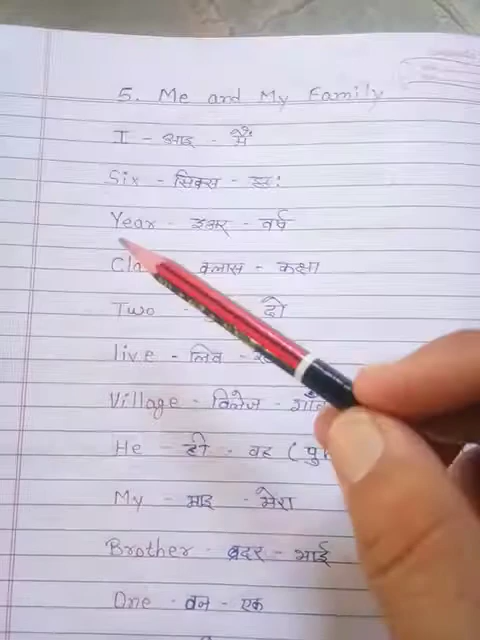 5. Me and My Family
I - आइ - मैं
Six - सिक्स - छः
Year - इअर - वर्ष
क्लास - कक्षा
Two - दो
live - लिव -
Village - विलेज - गाँव
He - ही - वह (
My - माइ - मेरा
Brother - ब्रदर - भाई
One - वन - एक